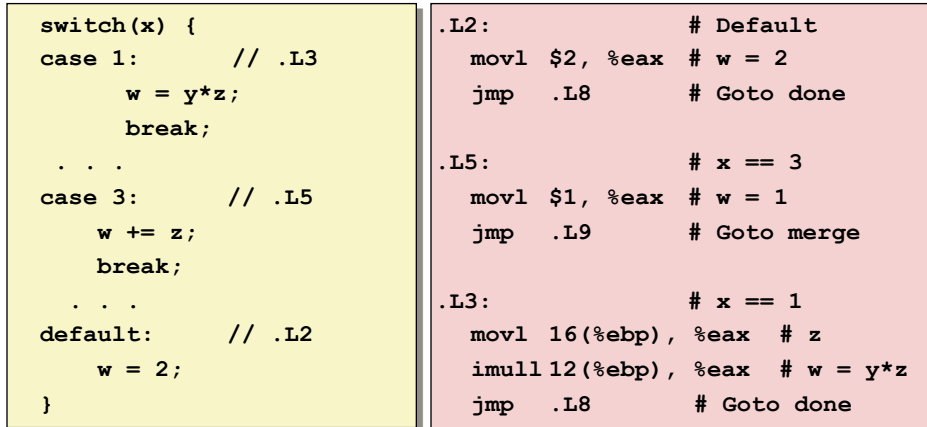 switch(x) {
case 1:      // .L3
      w = y*z;
      break;
 . . .
case 3:      // .L5
    w += z;
    break;
  . . .
default:     // .L2
    w = 2;
}
.L2:               # Default
  movl  $2, %eax  # w = 2
  jmp   .L8       # Goto done
.L5:               # x == 3
  movl  $1, %eax  # w = 1
  jmp   .L9       # Goto merge
.L3:               # x == 1
  movl  16(%ebp), %eax  # z
  imull 12(%ebp), %eax  # w = y*z
  jmp   .L8       # Goto done